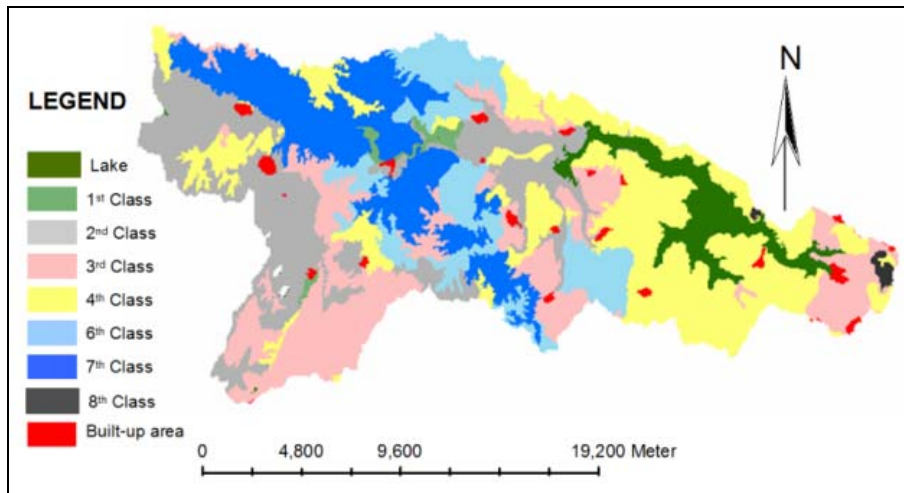 N
LEGEND
Lake
1st Class
2nd Class
3rd Class
4th Class
6th Class
7th Class
8th Class
Built-up area
0 4,800 9,600 19,200 Meter